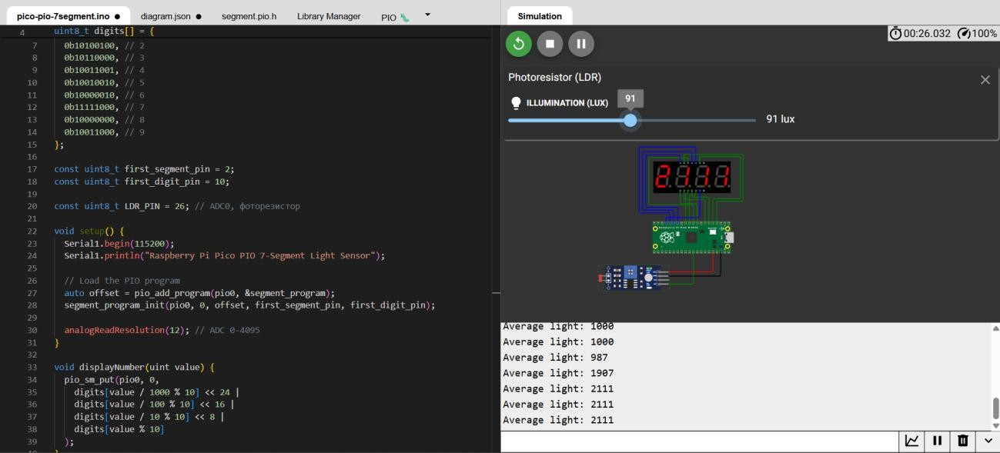 pico-pio-7segment.ino ●
diagram.json ●
segment.pio.h
Library Manager
PIO
4 uint8_t digits[] = {
7 0b10100100, // 2
8 0b10110000, // 3
9 0b10011001, // 4
10 0b10010010, // 5
11 0b10000010, // 6
12 0b11111000, // 7
13 0b10000000, // 8
14 0b10011000, // 9
15 };
16
17 const uint8_t first_segment_pin = 2;
18 const uint8_t first_digit_pin = 10;
19
20 const uint8_t LDR_PIN = 26; // ADC0, фоторезистор
21
22 void setup() {
23 Serial1.begin(115200);
24 Serial1.println("Raspberry Pi Pico PIO 7-Segment Light Sensor");
25
26 // Load the PIO program
27 auto offset = pio_add_program(pio0, &segment_program);
28 segment_program_init(pio0, 0, offset, first_segment_pin, first_digit_pin);
29
30 analogReadResolution(12); // ADC 0-4095
31 }
32
33 void displayNumber(uint value) {
34 pio_sm_put(pio0, 0,
35 digits[value / 1000 % 10] << 24 |
36 digits[value / 100 % 10] << 16 |
37 digits[value / 10 % 10] << 8 |
38 digits[value % 10]
39 );
Simulation
00:26.032 100%
Photoresistor (LDR)
ILLUMINATION (LUX)
91
91 lux
2111
Average light: 1000
Average light: 1000
Average light: 987
Average light: 1907
Average light: 2111
Average light: 2111
Average light: 2111